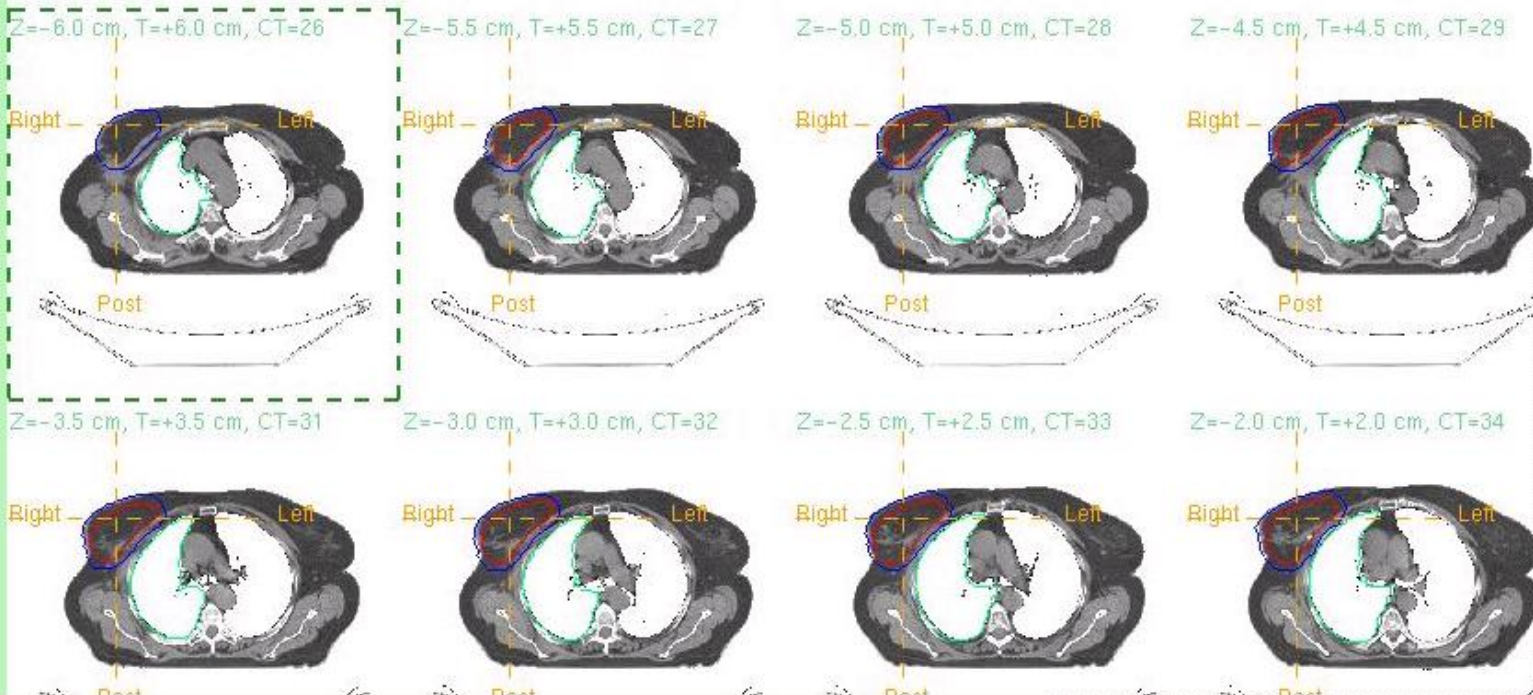 Z=-6.0 cm, T=+6.0 cm, CT=26
Z=-5.5 cm, T=+5.5 cm, CT=27
Z=-5.0 cm, T=+5.0 cm, CT=28
Z=-4.5 cm, T=+4.5 cm, CT=29
Right Left
Right Left
Right Left
Right Left
Post
Post
Post
Post
Z=-3.5 cm, T=+3.5 cm, CT=31
Z=-3.0 cm, T=+3.0 cm, CT=32
Z=-2.5 cm, T=+2.5 cm, CT=33
Z=-2.0 cm, T=+2.0 cm, CT=34
Right Left
Right Left
Right Left
Right Left
Post
Post
Post
Post